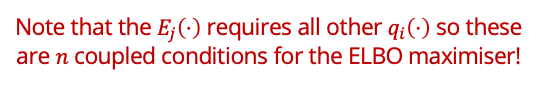 Note that the E_j(·) requires all other q_i(·) so these
are n coupled conditions for the ELBO maximiser!